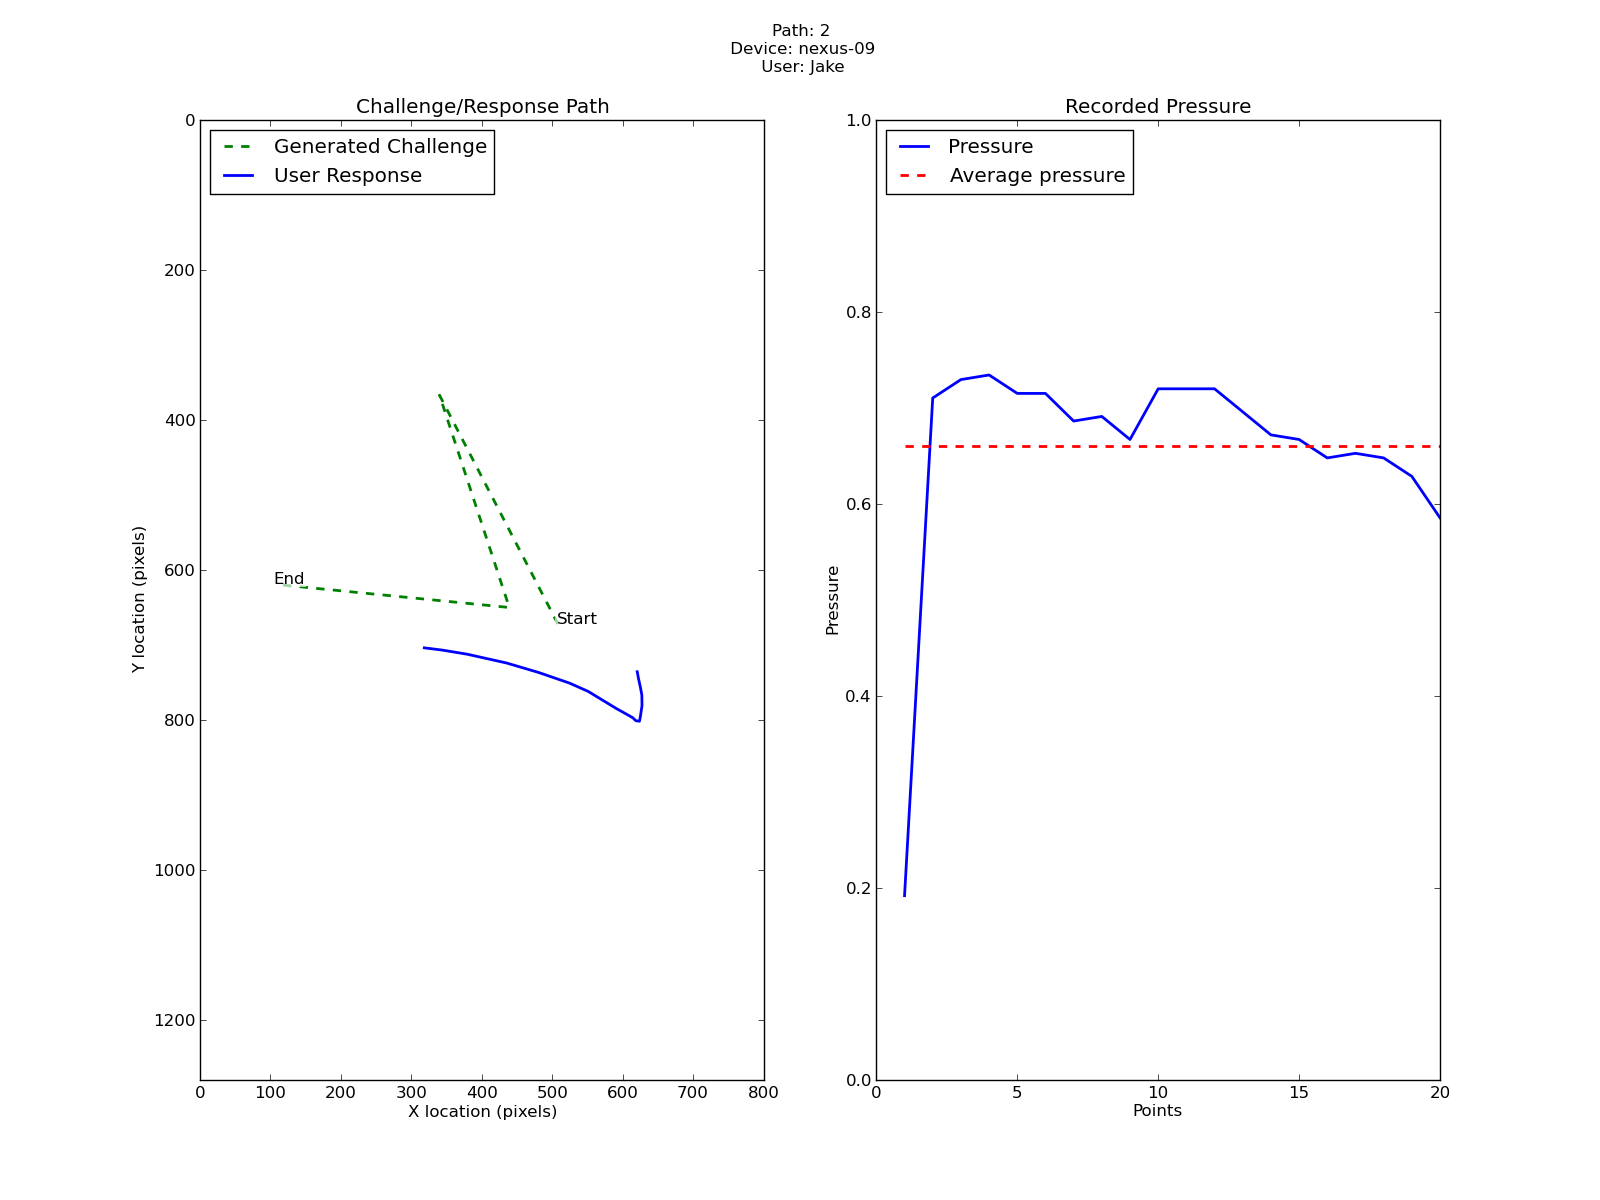 Path: 2
Device: nexus-09
User: Jake
Challenge/Response Path
Generated Challenge
User Response
0
200
400
600
800
1000
1200
Y location (pixels)
End
Start
0 100 200 300 400 500 600 700 800
X location (pixels)
Recorded Pressure
Pressure
Average pressure
1.0
0.8
0.6
0.4
0.2
0.0
Pressure
0 5 10 15 20
Points